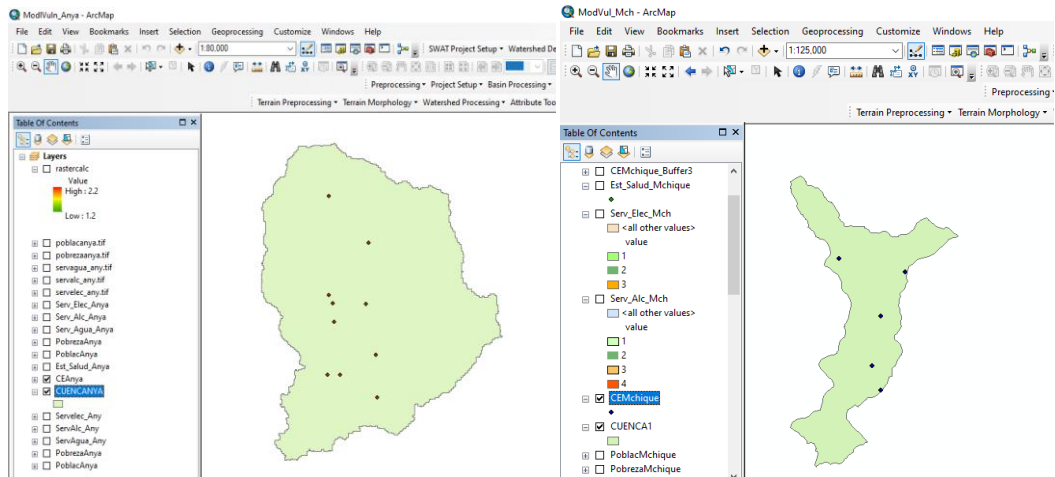 ModlVuln_Anya - ArcMap
File Edit View Bookmarks Insert Selection Geoprocessing Customize Windows Help
1:80,000
SWAT Project Setup Watershed De
Preprocessing Project Setup Basin Processing
Terrain Preprocessing Terrain Morphology Watershed Processing Attribute Too
Table Of Contents
Layers
rastercalc
Value
High : 2.2
Low : 1.2
poblacanya.tif
pobrezaanya.tif
servagua_any.tif
servalc_any.tif
servelec_any.tif
Serv_Elec_Anya
Serv_Alc_Anya
Serv_Agua_Anya
PobrezaAnya
PoblacAnya
Est_Salud_Anya
CEAnya
CUENCANYA
Servelec_Any
ServAlc_Any
ServAgua_Any
PobrezaAnya
PoblacAnya
ModVul_Mch - ArcMap
File Edit View Bookmarks Insert Selection Geoprocessing Customize Windows Help
1:125,000
Preprocessing
Terrain Preprocessing Terrain Morphology
Table Of Contents
CEMchique_Buffer3
Est_Salud_Mchique
Serv_Elec_Mch
<all other values>
value
1
2
3
Serv_Alc_Mch
<all other values>
value
1
2
3
4
CEMchique
CUENCA1
PoblacMchique
PobrezaMchique